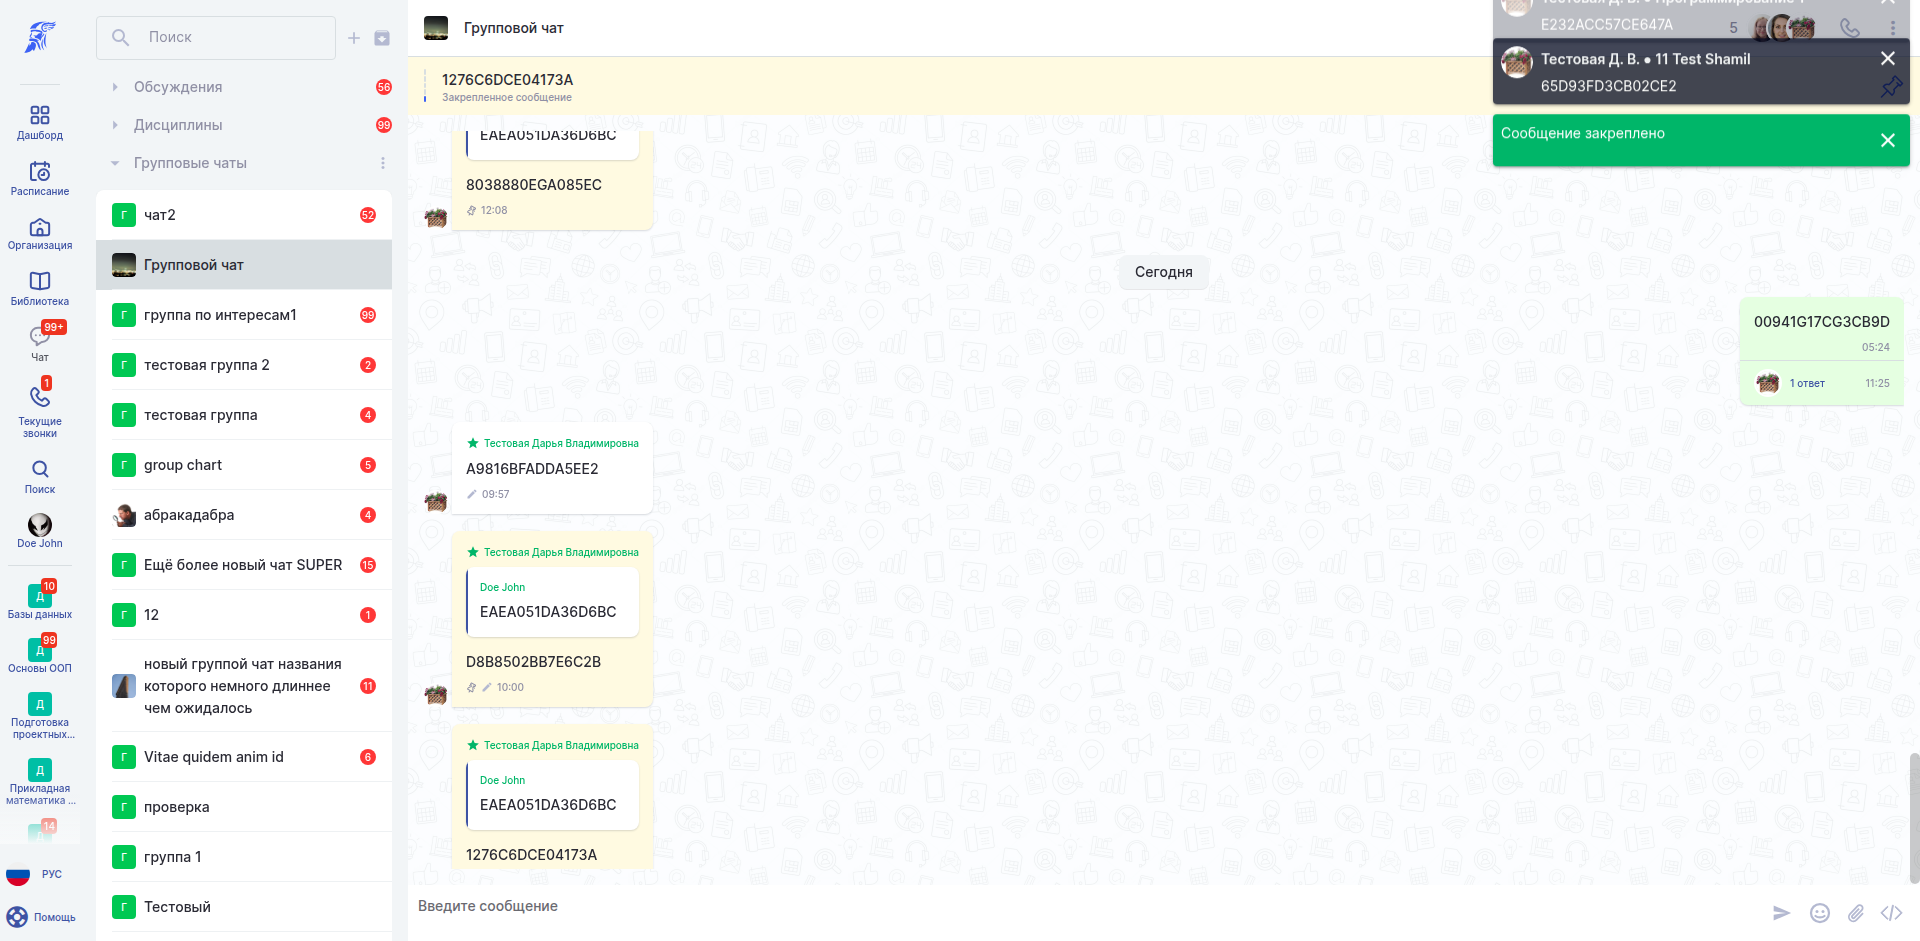 Дашборд
Расписание
Организация
Библиотека
99+
Чат
1
Текущие
звонки
Поиск
Doe John
10
Д
Базы данных
99
Д
Основы ООП
Д
Подготовка
проектных...
Д
Прикладная
математика ...
14
Д
РУС
Помощь
Поиск
Обсуждения 56
Дисциплины 99
Групповые чаты
Г чат2 52
Групповой чат
Г группа по интересам1 99
Г тестовая группа 2 2
Г тестовая группа 4
Г group chart 5
абракадабра 4
Г Ещё более новый чат SUPER 15
Г 12 1
новый группой чат названия
которого немного длиннее
чем ожидалось
11
Г Vitae quidem anim id 6
Г проверка
Г группа 1
Г Тестовый
Групповой чат
5
1276C6DCE04173A
Закрепленное сообщение
EAEA051DA36D6BC
8038880EGA085EC
12:08
Сегодня
00941G17CG3CB9D
05:24
1 ответ 11:25
Тестовая Дарья Владимировна
A9816BFADDA5EE2
09:57
Тестовая Дарья Владимировна
Doe John
EAEA051DA36D6BC
D8B8502BB7E6C2B
10:00
Тестовая Дарья Владимировна
Doe John
EAEA051DA36D6BC
1276C6DCE04173A
Введите сообщение
Тестовая Д. В. ● Программирование 1
E232ACC57CE647A
Тестовая Д. В. ● 11 Test Shamil
65D93FD3CB02CE2
Сообщение закреплено